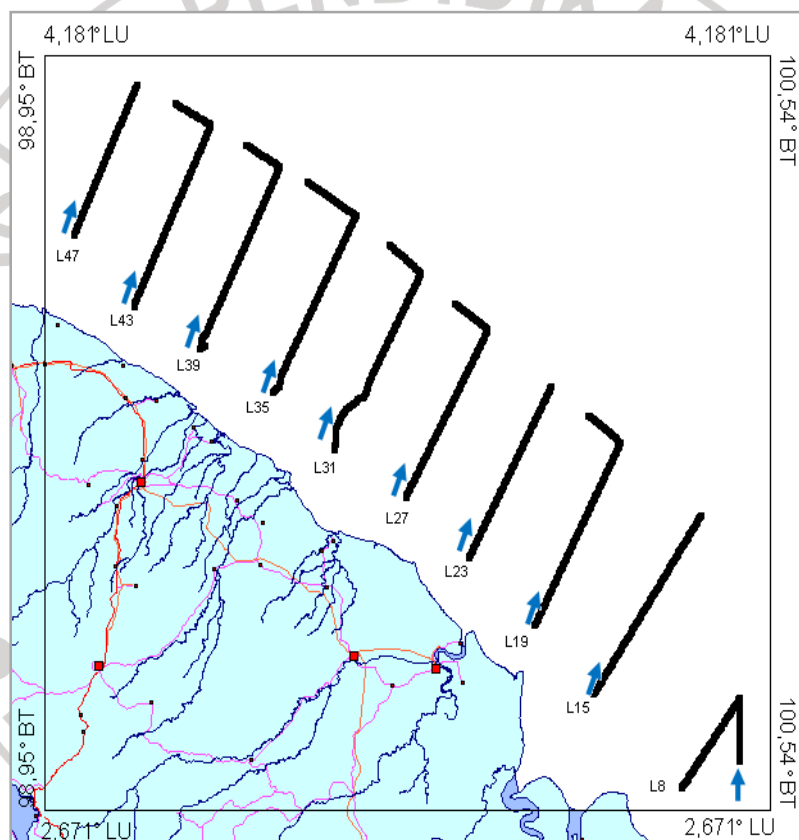 4,181°LU
4,181°LU
98,95° BT
100,54° BT
L47
L43
L39
L35
L31
L27
L23
L19
L15
L8
98,95° BT
100,54° BT
2,671° LU
2,671° LU